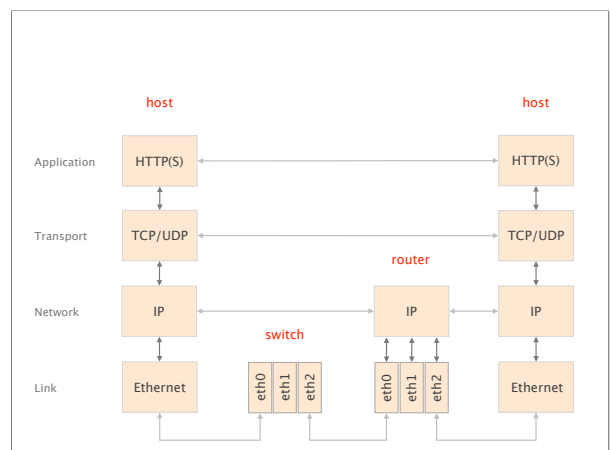 host
host
Application
HTTP(S)
HTTP(S)
Transport
TCP/UDP
TCP/UDP
router
Network
IP
IP
IP
switch
Link
Ethernet
eth0
eth1
eth2
eth0
eth1
eth2
Ethernet